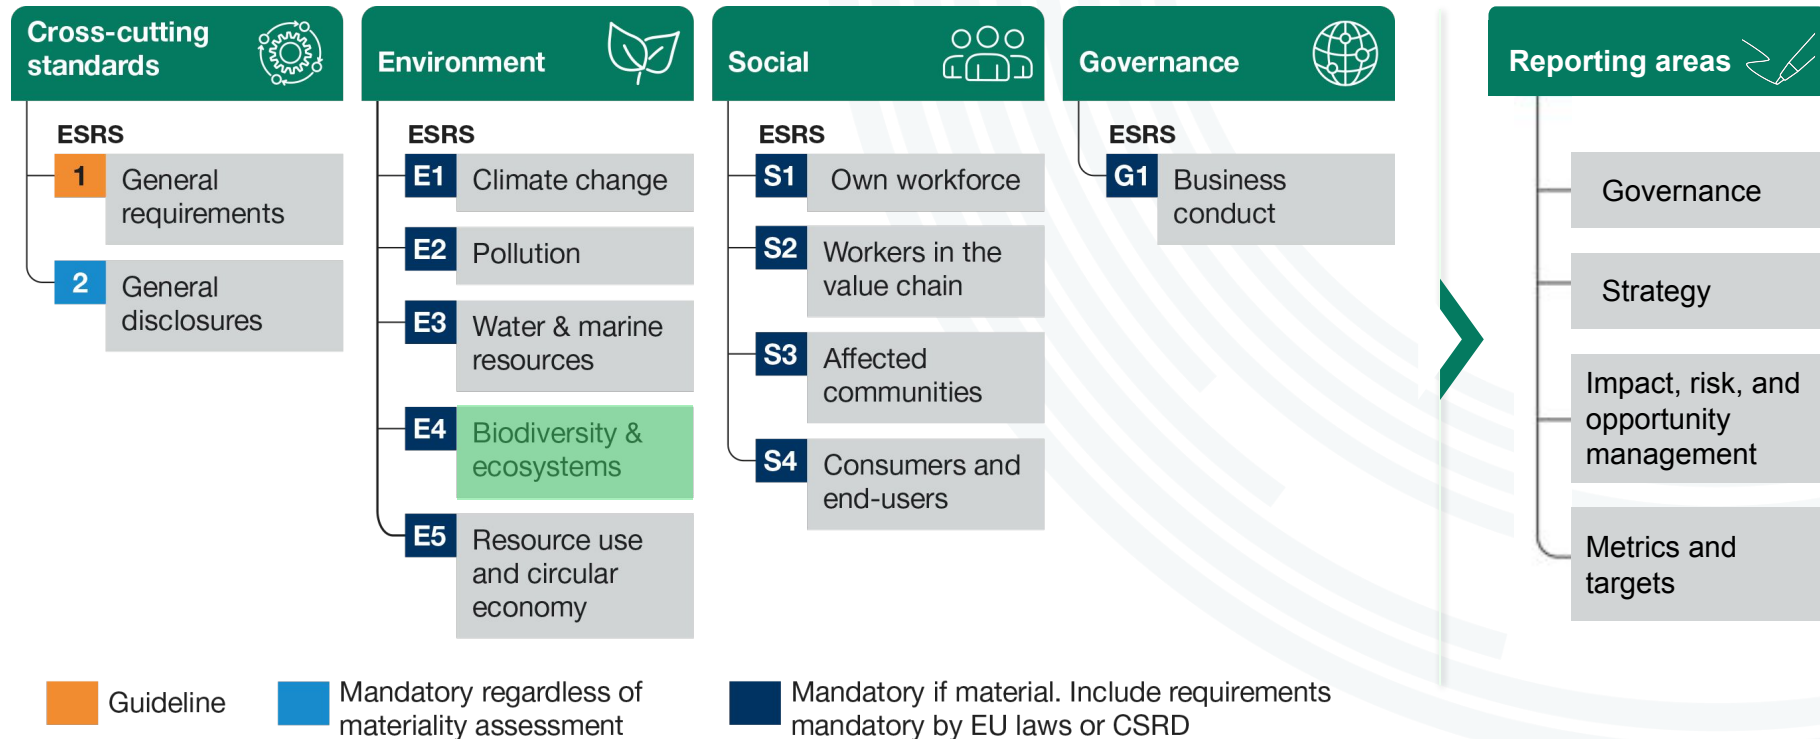 Cross-cutting
standards
ESRS
1
General
requirements
2
General
disclosures
Environment
ESRS
E1
Climate change
E2
Pollution
E3
Water & marine
resources
E4
Biodiversity &
ecosystems
E5
Resource use
and circular
economy
Social
ESRS
S1
Own workforce
S2
Workers in the
value chain
S3
Affected
communities
S4
Consumers and
end-users
Governance
ESRS
G1
Business
conduct
Reporting areas
Governance
Strategy
Impact, risk, and
opportunity
management
Metrics and
targets
Guideline
Mandatory regardless of
materiality assessment
Mandatory if material. Include requirements
mandatory by EU laws or CSRD